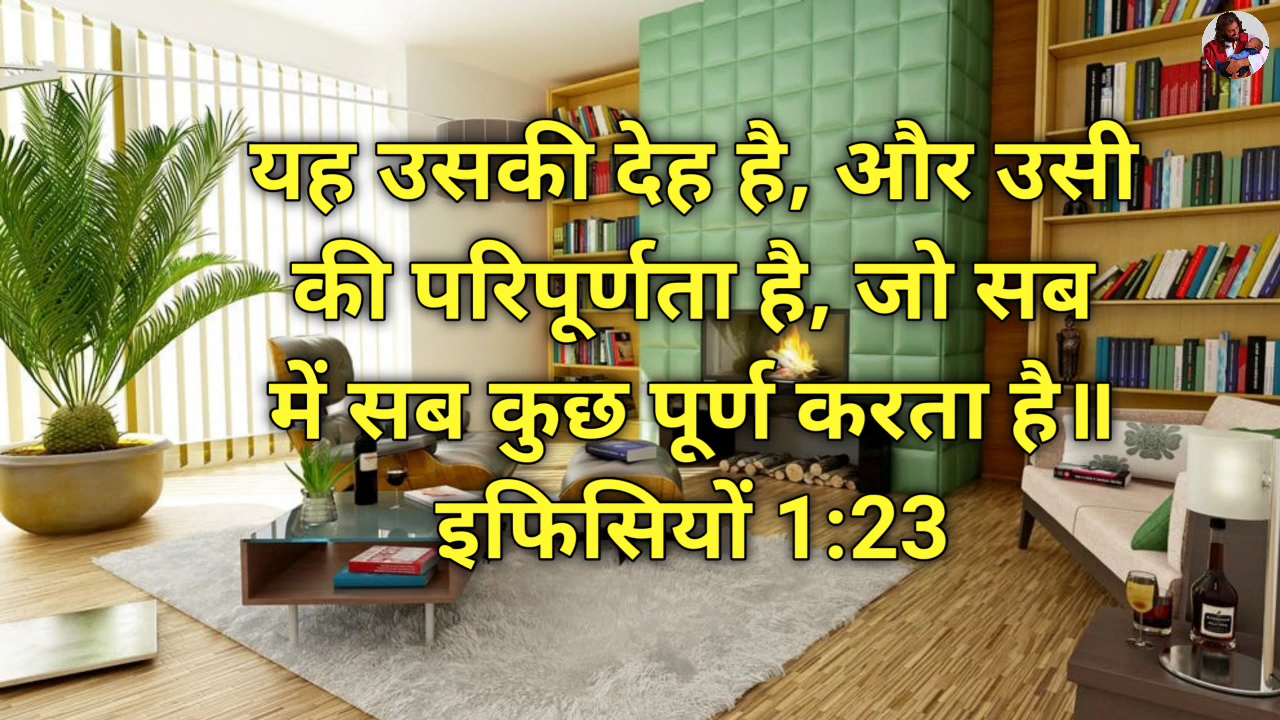 यह उसकी देह है, और उसी
की परिपूर्णता है, जो सब
में सब कुछ पूर्ण करता है॥
इफिसियों 1:23